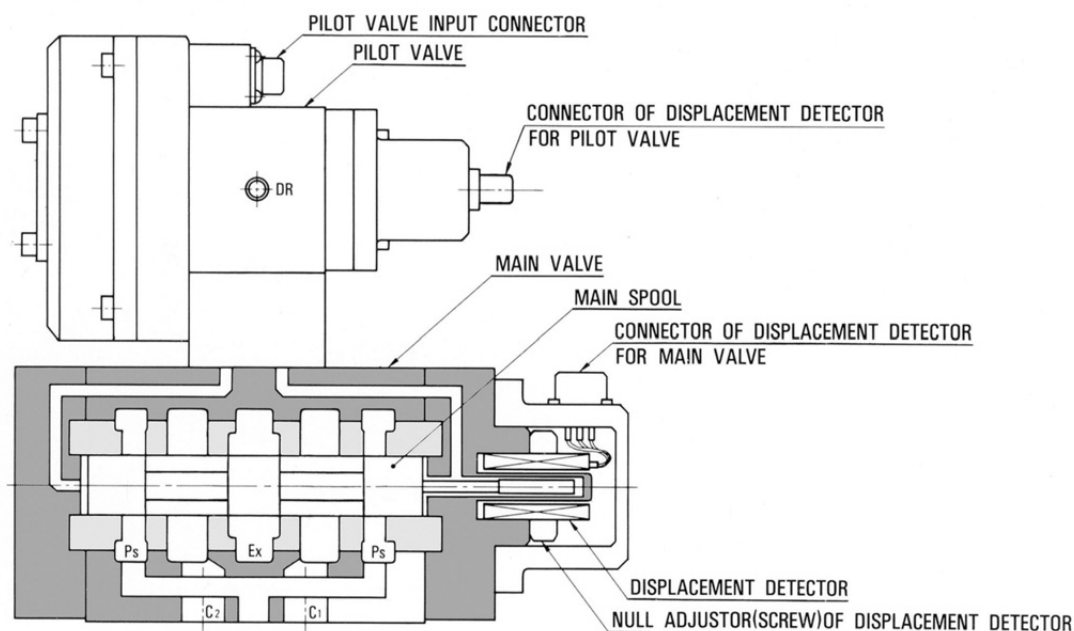 PILOT VALVE INPUT CONNECTOR
PILOT VALVE
CONNECTOR OF DISPLACEMENT DETECTOR
FOR PILOT VALVE
DR
MAIN VALVE
MAIN SPOOL
CONNECTOR OF DISPLACEMENT DETECTOR
FOR MAIN VALVE
Ps Ex Ps
C2 C1
DISPLACEMENT DETECTOR
NULL ADJUSTOR(SCREW)OF DISPLACEMENT DETECTOR